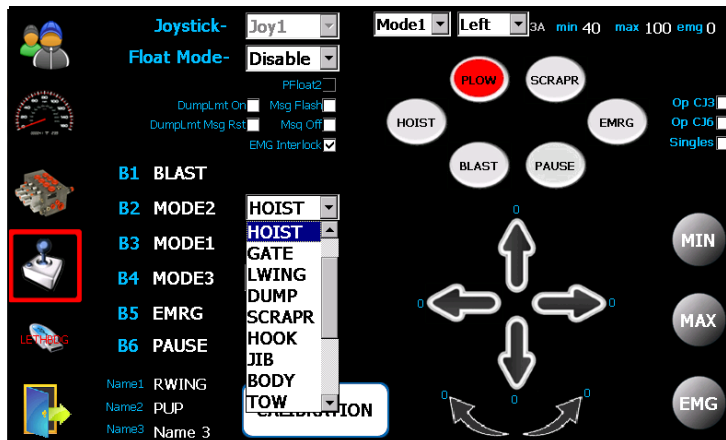 Joystick- Joy1 Mode1 Left 3A min 40 max 100 emg 0
Float Mode- Disable
PFloat2
DumpLmt On Msg Flash
DumpLmt Msg Rst Msg Off
EMG Interlock
PLOW SCRAPR
HOIST EMRG
BLAST PAUSE
Op CJ3
Op CJ6
Singles
B1 BLAST
B2 MODE2 HOIST
B3 MODE1
B4 MODE3
B5 EMRG
B6 PAUSE
HOIST
GATE
LWING
DUMP
SCRAPR
HOOK
JIB
BODY
TOW
Name1 RWING
Name2 PUP
Name3 Name 3
0
0 0
0
0 0
MIN
MAX
EMG